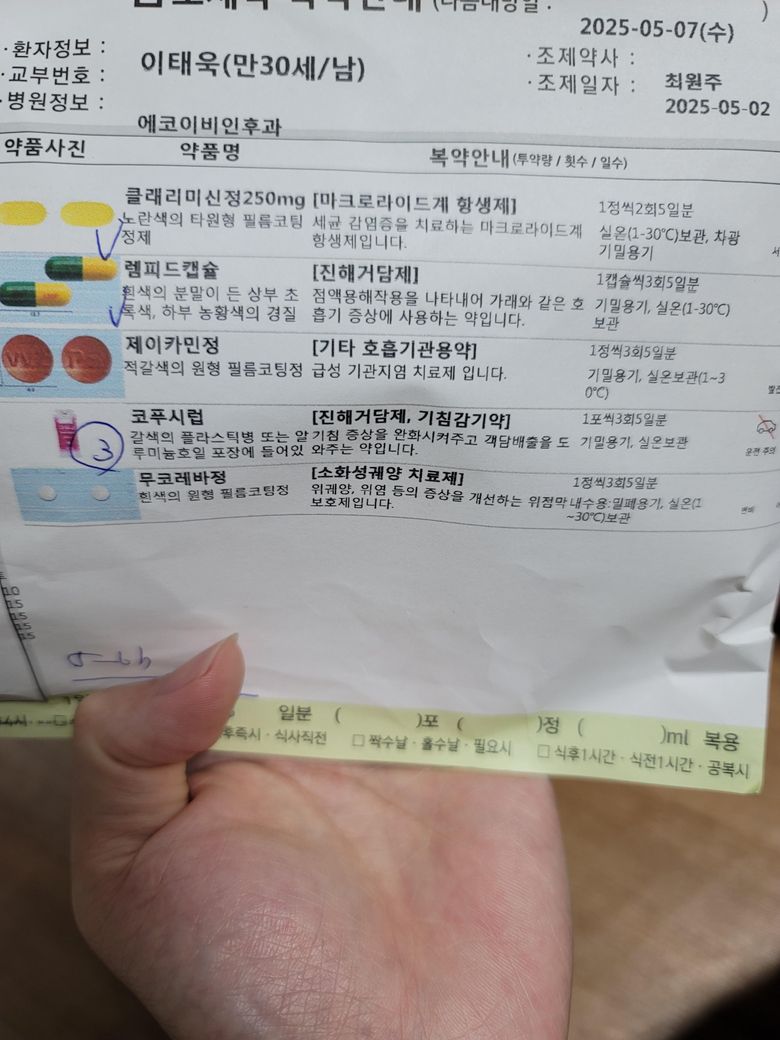 (다음내방일 : )
2025-05-07(수)
·환자정보 : 이태욱(만30세/남)
·조제약사 : 최원주
·교부번호 :
·조제일자 : 2025-05-02
·병원정보 : 에코이비인후과
약품사진 약품명 복약안내(투약량 / 횟수 / 일수)
클래리미신정250mg [마크로라이드계 항생제] 1정씩2회5일분
노란색의 타원형 필름코팅 세균 감염증을 치료하는 마크로라이드계 실온(1-30℃)보관, 차광
정제 항생제입니다. 기밀용기
렘피드캡슐 [진해거담제] 1캡슐씩3회5일분
흰색의 분말이 든 상부 초 점액용해작용을 나타내어 가래와 같은 호 기밀용기, 실온(1-30℃)
록색, 하부 농황색의 경질 흡기 증상에 사용하는 약입니다. 보관
제이카민정 [기타 호흡기관용약] 1정씩3회5일분
적갈색의 원형 필름코팅정 급성 기관지염 치료제 입니다. 기밀용기, 실온보관(1~3
0℃)
코푸시럽 [진해거담제, 기침감기약] 1포씩3회5일분
갈색의 플라스틱병 또는 알 기침 증상을 완화시켜주고 객담배출을 도 기밀용기, 실온보관
루미늄호일 포장에 들어있 와주는 약입니다.
운전 주의
3
무코레바정 [소화성궤양 치료제] 1정씩3회5일분
흰색의 원형 필름코팅정 위궤양, 위염 등의 증상을 개선하는 위점막 내수용:밀폐용기, 실온(1
보호제입니다. ~30℃)보관
변비
일분 ( )포 ( )정 ( )ml 복용
후즉시 · 식사직전 □ 짝수날 · 홀수날 · 필요시 □ 식후1시간 · 식전1시간 · 공복시